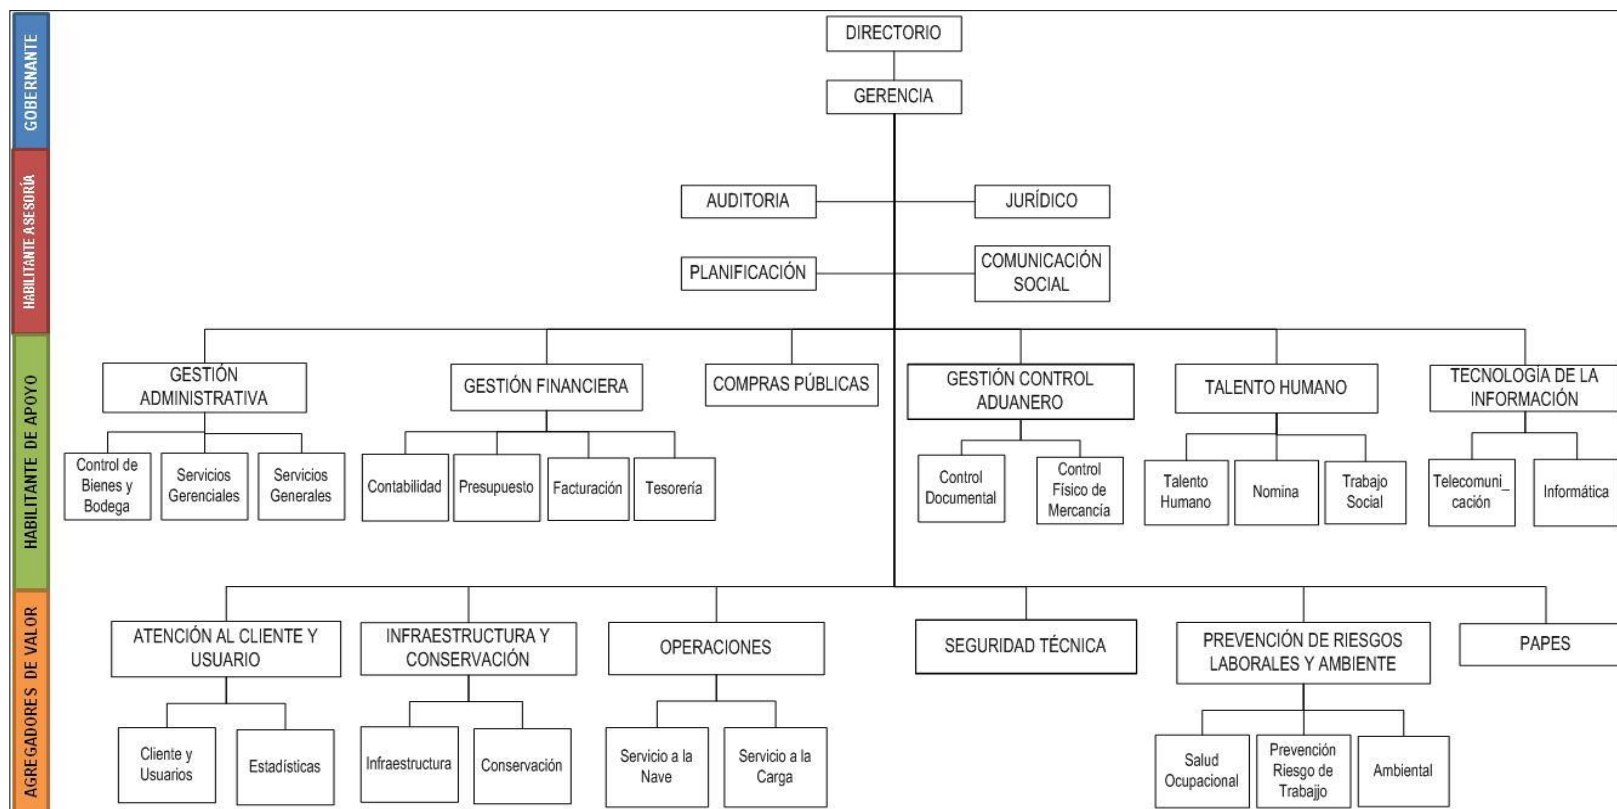 GOBERNANTE
DIRECTORIO
GERENCIA
HABILITANTE ASESORÍA
AUDITORIA
JURÍDICO
PLANIFICACIÓN
COMUNICACIÓN
SOCIAL
HABILITANTE DE APOYO
GESTIÓN
ADMINISTRATIVA
GESTIÓN FINANCIERA
COMPRAS PÚBLICAS
GESTIÓN CONTROL
ADUANERO
TALENTO HUMANO
TECNOLOGIA DE LA
INFORMACIÓN
Control de
Bienes y
Bodega
Servicios
Gerenciales
Servicios
Generales
Contabilidad
Presupuesto
Facturación
Tesorería
Control
Documental
Control
Físico de
Mercancía
Talento
Humano
Nomina
Trabajo
Social
Telecomuni_
cación
Informática
AGREGADORES DE VALOR
ATENCIÓN AL CLIENTE Y
USUARIO
INFRAESTRUCTURA Y
CONSERVACIÓN
OPERACIONES
SEGURIDAD TÉCNICA
PREVENCIÓN DE RIESGOS
LABORALES Y AMBIENTE
PAPES
Cliente y
Usuarios
Estadísticas
Infraestructura
Conservación
Servicio a la
Nave
Servicio a la
Carga
Salud
Ocupacional
Prevención
Riesgo de
Trabajjo
Ambiental